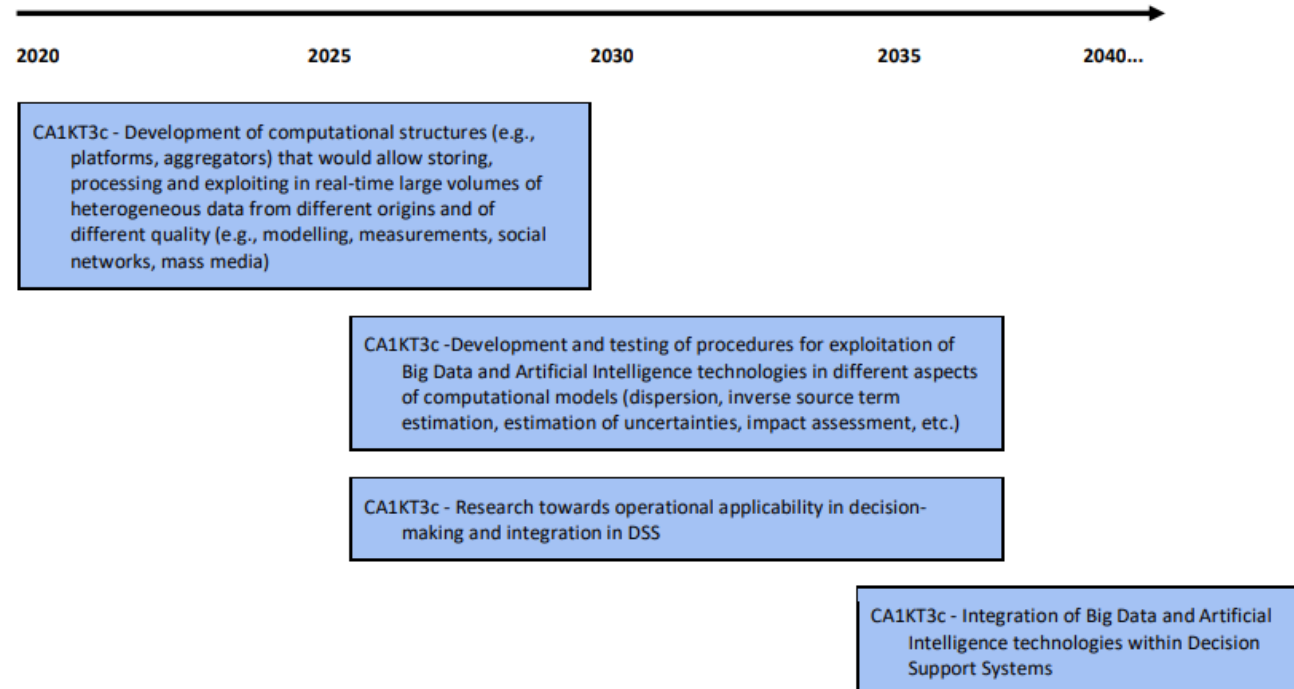 2020 2025 2030 2035 2040...
CA1KT3c - Development of computational structures (e.g.,
platforms, aggregators) that would allow storing,
processing and exploiting in real-time large volumes of
heterogeneous data from different origins and of
different quality (e.g., modelling, measurements, social
networks, mass media)
CA1KT3c -Development and testing of procedures for exploitation of
Big Data and Artificial Intelligence technologies in different aspects
of computational models (dispersion, inverse source term
estimation, estimation of uncertainties, impact assessment, etc.)
CA1KT3c - Research towards operational applicability in decision-
making and integration in DSS
CA1KT3c - Integration of Big Data and Artificial
Intelligence technologies within Decision
Support Systems